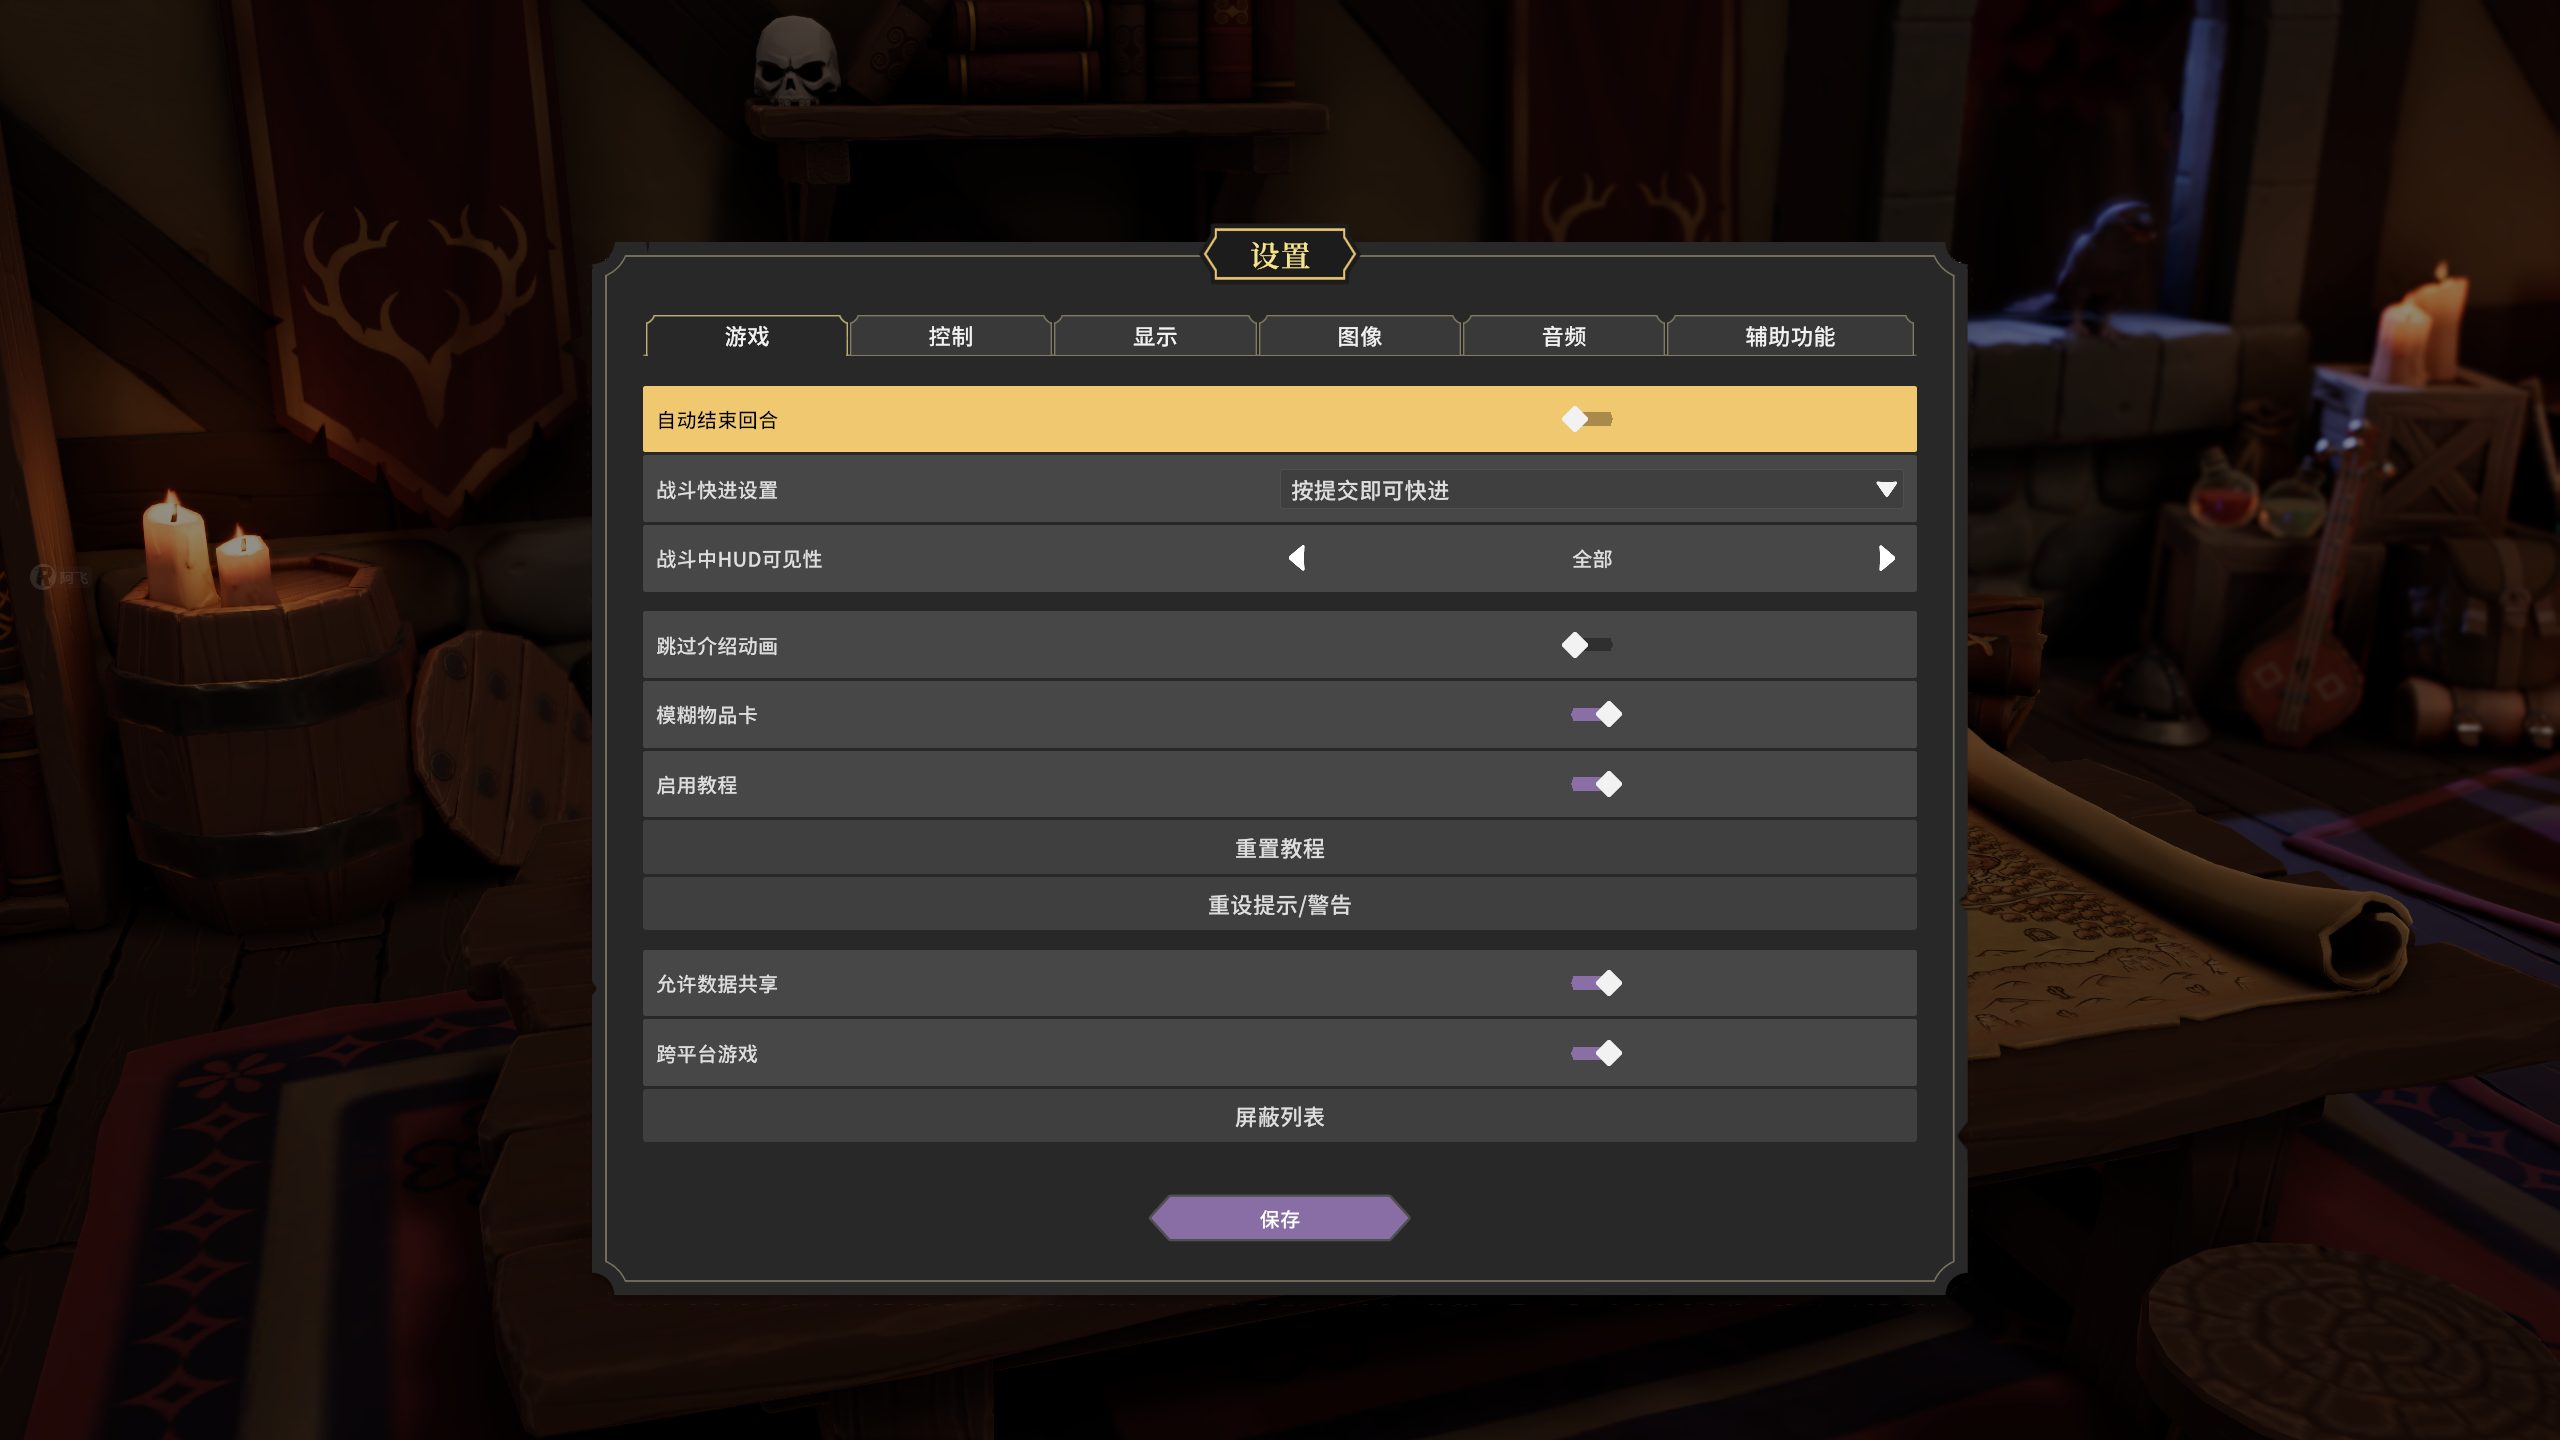 设置
游戏
控制
显示
图像
音频
辅助功能
自动结束回合
战斗快进设置
按提交即可快进
战斗中HUD可见性
全部
跳过介绍动画
模糊物品卡
启用教程
重置教程
重设提示/警告
允许数据共享
跨平台游戏
屏蔽列表
保存
R 阿飞